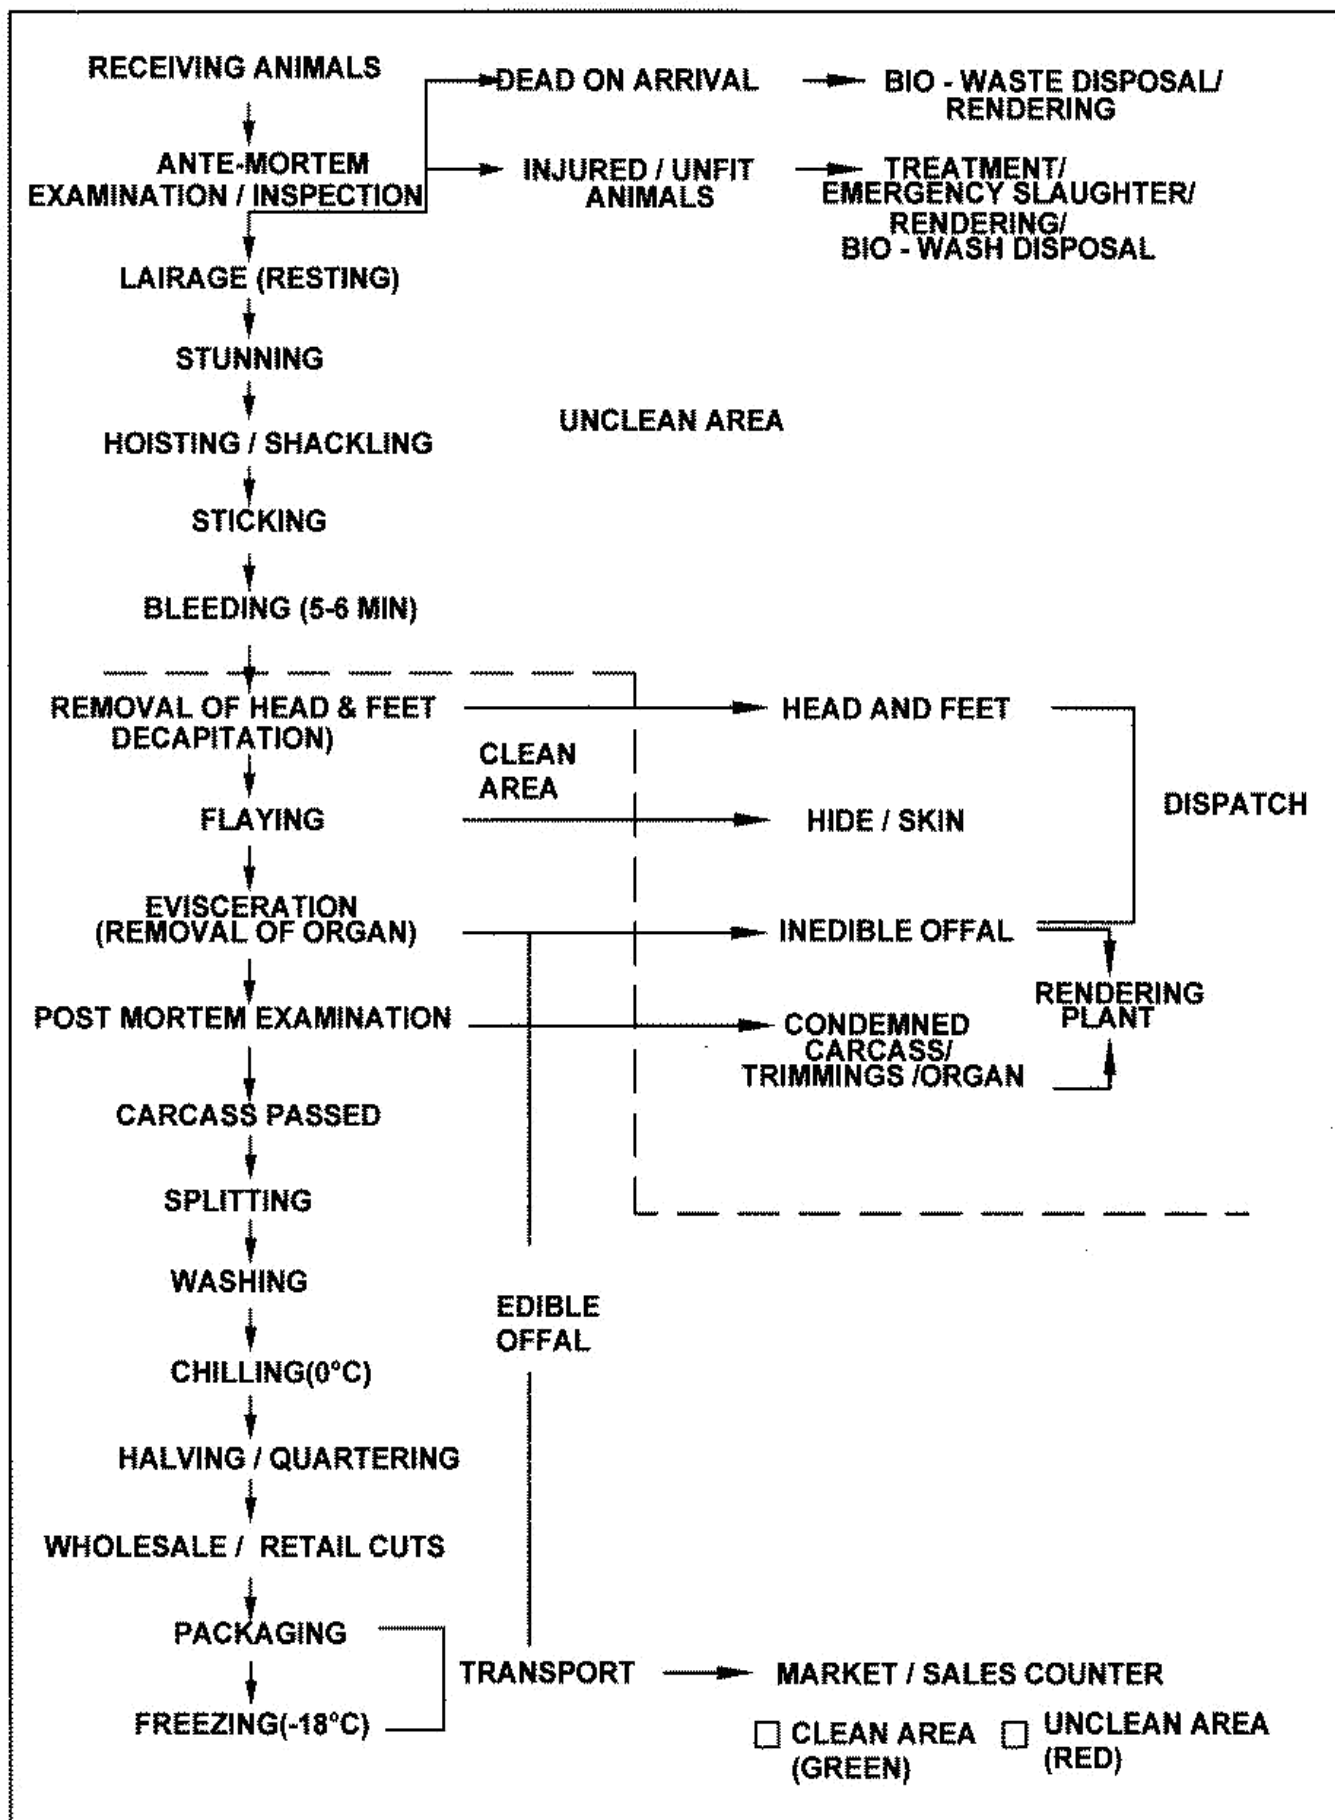 RECEIVING ANIMALS
DEAD ON ARRIVAL
BIO - WASTE DISPOSAL/
RENDERING
ANTE-MORTEM
EXAMINATION / INSPECTION
INJURED / UNFIT
ANIMALS
TREATMENT/
EMERGENCY SLAUGHTER/
RENDERING/
BIO - WASH DISPOSAL
LAIRAGE (RESTING)
STUNNING
UNCLEAN AREA
HOISTING / SHACKLING
STICKING
BLEEDING (5-6 MIN)
REMOVAL OF HEAD & FEET
DECAPITATION)
HEAD AND FEET
CLEAN
AREA
DISPATCH
FLAYING
HIDE / SKIN
EVISCERATION
(REMOVAL OF ORGAN)
INEDIBLE OFFAL
RENDERING
PLANT
POST MORTEM EXAMINATION
CONDEMNED
CARCASS/
TRIMMINGS /ORGAN
CARCASS PASSED
SPLITTING
WASHING
EDIBLE
OFFAL
CHILLING(0°C)
HALVING / QUARTERING
WHOLESALE / RETAIL CUTS
PACKAGING
TRANSPORT
MARKET / SALES COUNTER
FREEZING(-18°C)
CLEAN AREA
(GREEN)
UNCLEAN AREA
(RED)